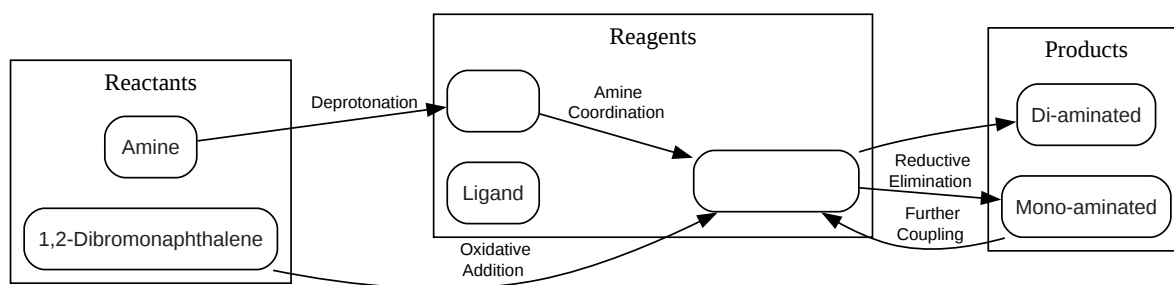 Reactants
Amine
1,2-Dibromonaphthalene
Deprotonation
Reagents
Amine
Coordination
Ligand
Oxidative
Addition
Reductive
Elimination
Further
Coupling
Products
Di-aminated
Mono-aminated